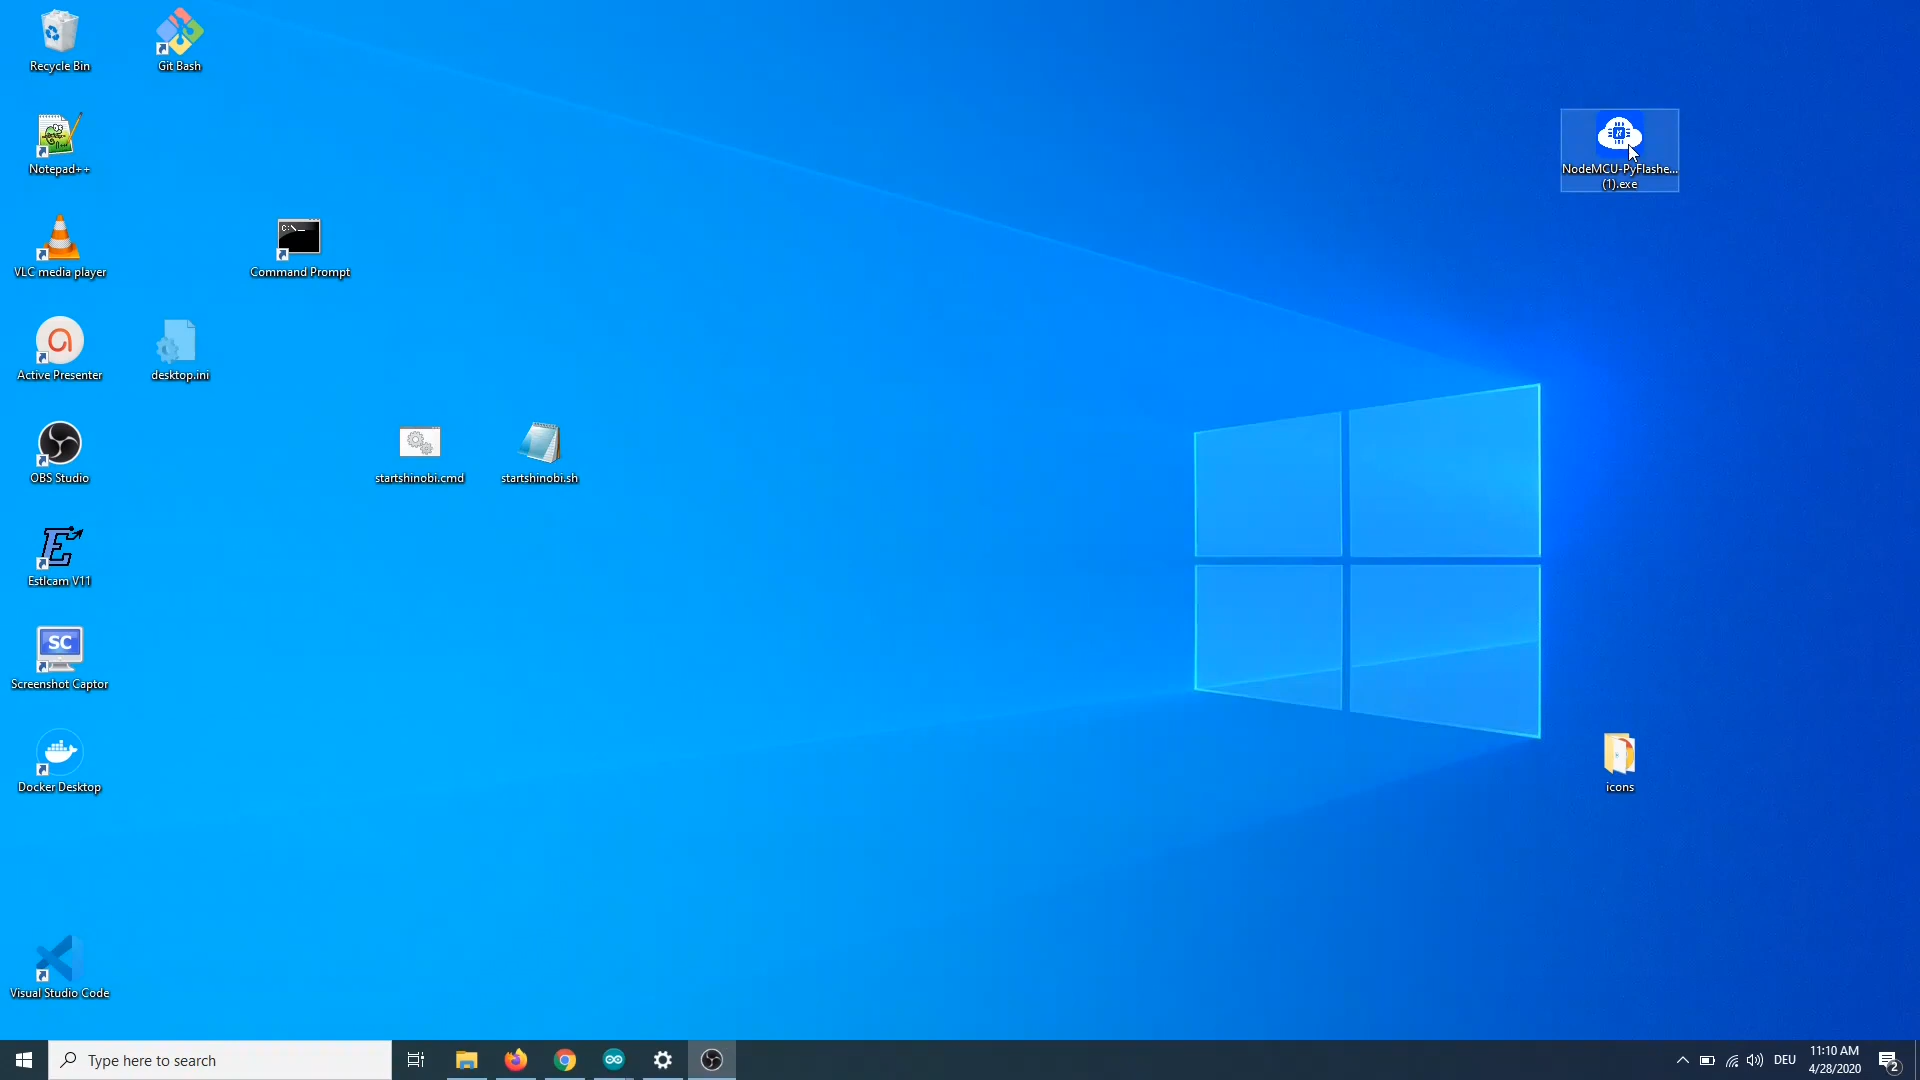 Recycle Bin
Git Bash
NodeMCU-PyFlashe...
(1).exe
Notepad++
C:\_
VLC media player
Command Prompt
Active Presenter
desktop.ini
OBS Studio
startshinobi.cmd
startshinobi.sh
Estlcam V11
SC
Screenshot Captor
Docker Desktop
icons
Visual Studio Code
Type here to search
DEU
11:10 AM
4/28/2020
2